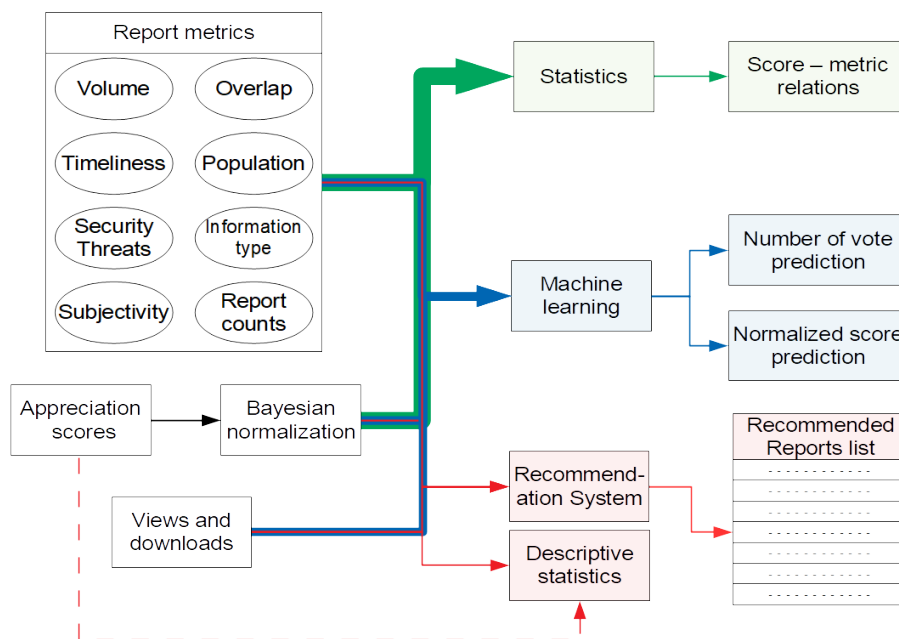 Report metrics
Volume
Overlap
Timeliness
Population
Security
Threats
Information
type
Subjectivity
Report
counts
Appreciation
scores
Bayesian
normalization
Views and
downloads
Statistics
Score – metric
relations
Machine
learning
Number of vote
prediction
Normalized score
prediction
Recommend-
ation System
Descriptive
statistics
Recommended
Reports list
- - - - - - - - - - - -
- - - - - - - - - - - -
- - - - - - - - - - - -
- - - - - - - - - - - -
- - - - - - - - - - - -
- - - - - - - - - - - -
- - - - - - - - - - - -